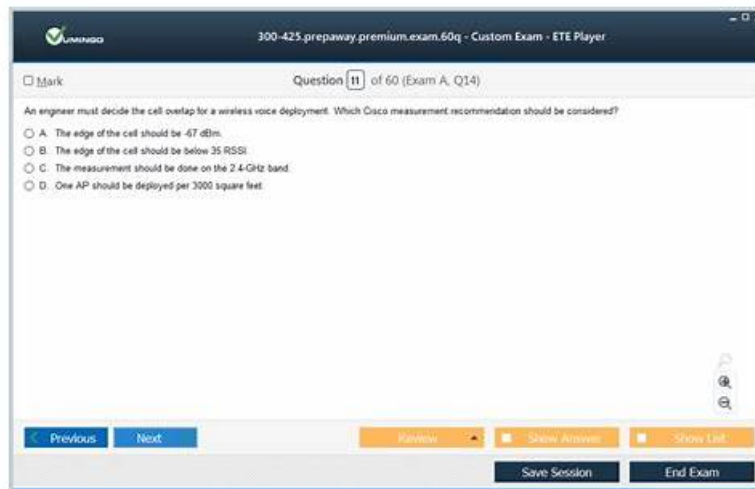 VUMINGO
300-425.prepaway.premium.exam.60q - Custom Exam - ETE Player
Mark
Question 11 of 60 (Exam A, Q14)
An engineer must decide the cell overlap for a wireless voice deployment. Which Cisco measurement recommendation should be considered?
A. The edge of the cell should be -67 dBm.
B. The edge of the cell should be below 35 RSSI.
C. The measurement should be done on the 2.4-GHz band.
D. One AP should be deployed per 3000 square feet.
Previous Next Review Show Answer Show List
Save Session End Exam